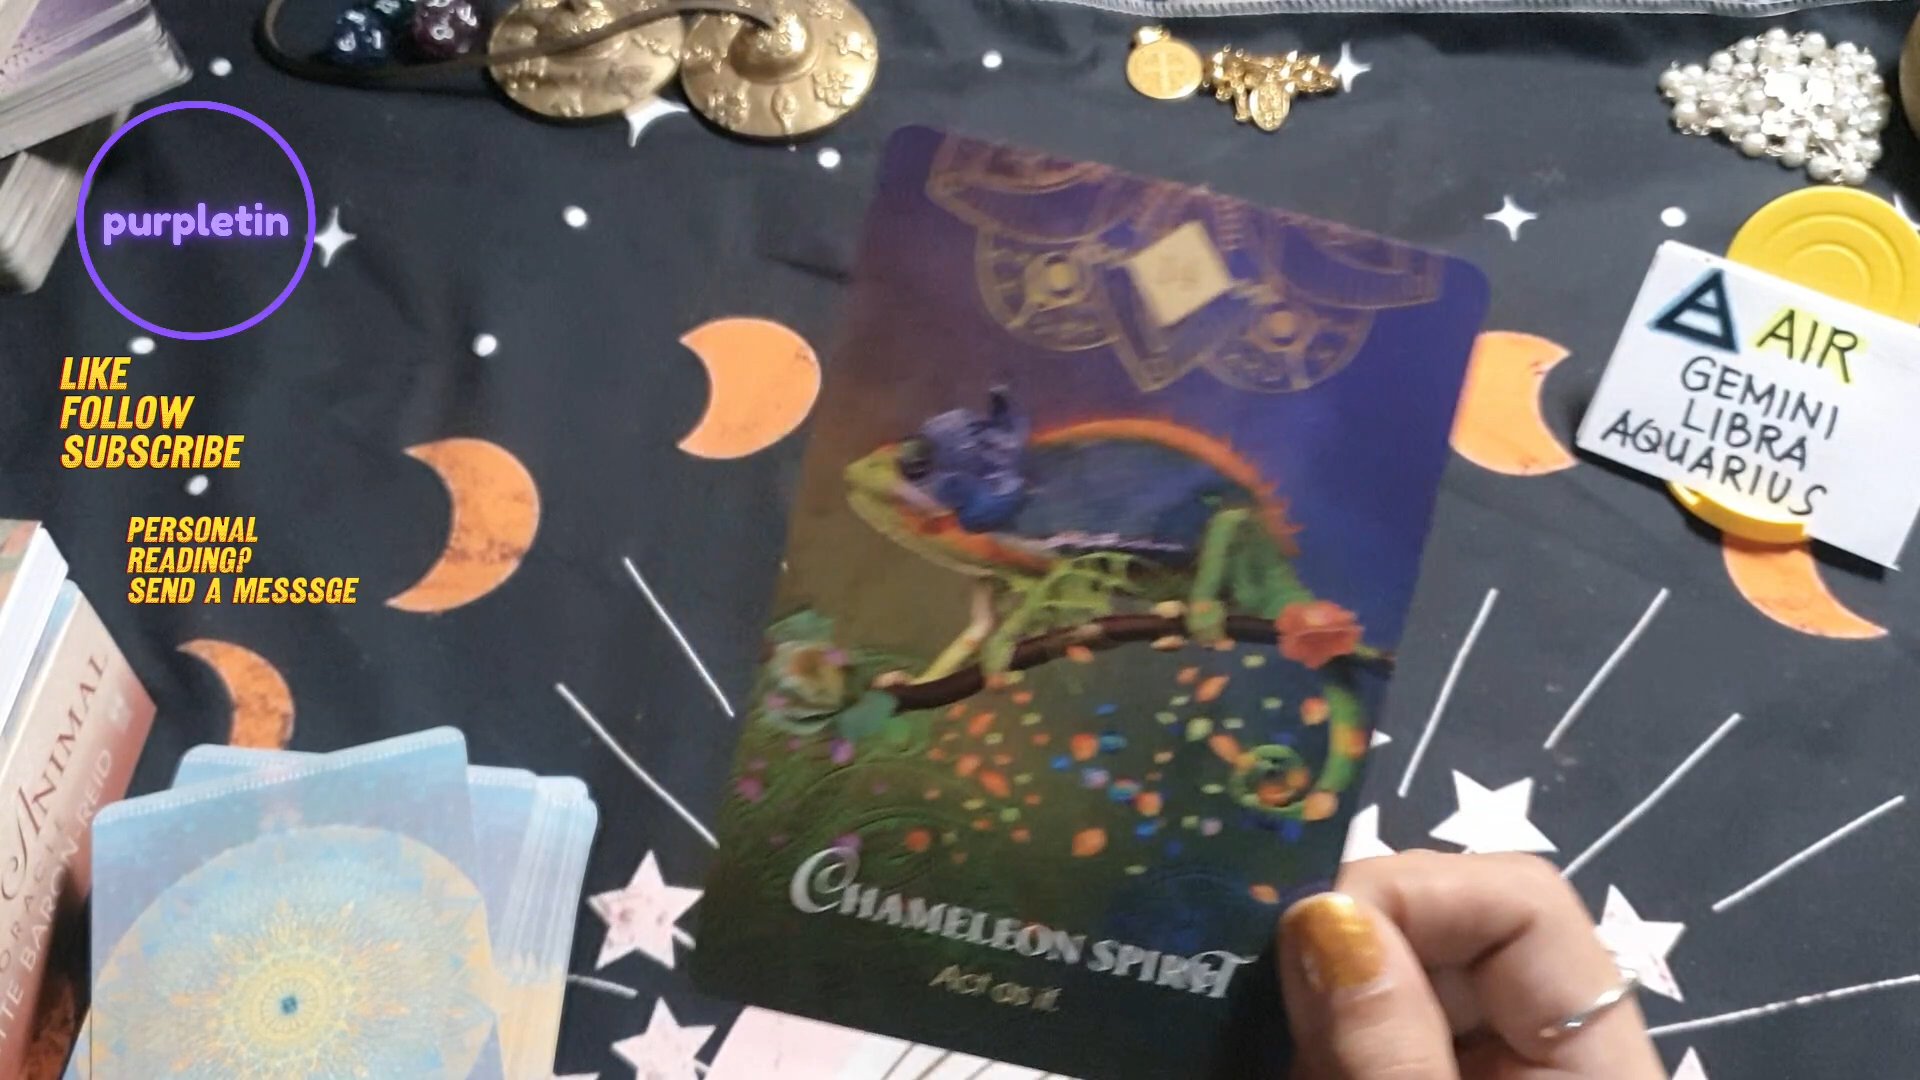 purpletin
LIKE
FOLLOW
SUBSCRIBE
PERSONAL
READING?
SEND A MESSSGE
AIR
GEMINI
LIBRA
AQUARIUS
CHAMELEON SPIRIT
Act as if
ANIMAL